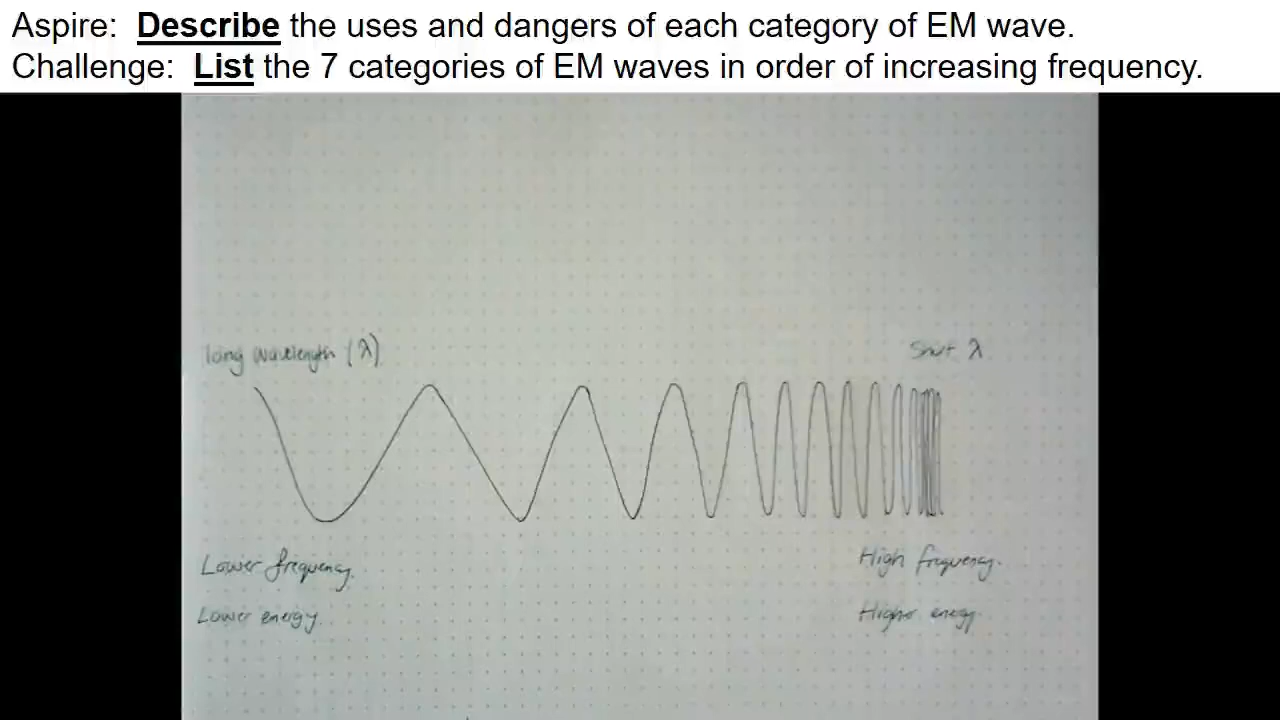 Aspire: Describe the uses and dangers of each category of EM wave.
Challenge: List the 7 categories of EM waves in order of increasing frequency.
long wavelength (λ)
Short λ
Lower frequency.
High frequency.
Lower energy.
Higher energy.